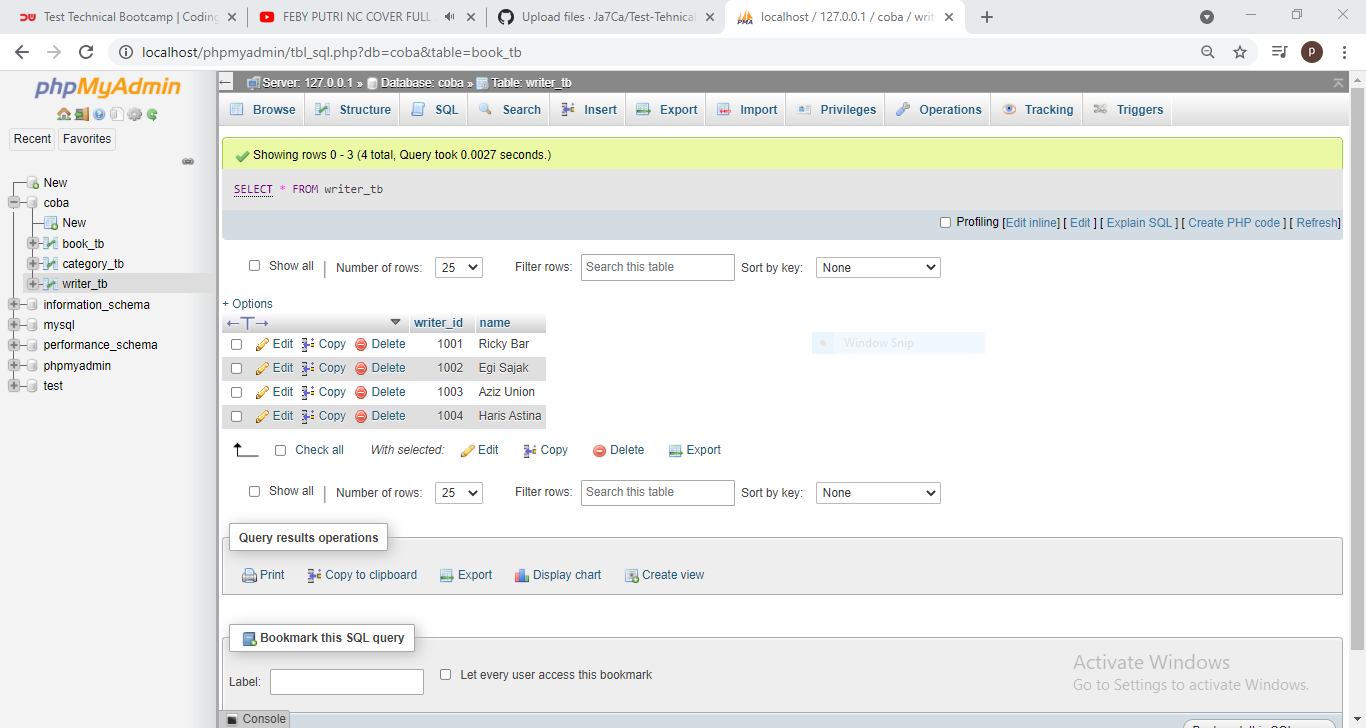 Test Technical Bootcamp | Coding
FEBY PUTRI NC COVER FULL
Upload files · Ja7Ca/Test-Tehnical
localhost / 127.0.0.1 / coba / writ
localhost/phpmyadmin/tbl_sql.php?db=coba&table=book_tb
P
phpMyAdmin
Recent Favorites
New
coba
New
book_tb
category_tb
writer_tb
information_schema
mysql
performance_schema
phpmyadmin
test
Server: 127.0.0.1 » Database: coba » Table: writer_tb
Browse Structure SQL Search Insert Export Import Privileges Operations Tracking Triggers
Showing rows 0 - 3 (4 total, Query took 0.0027 seconds.)
SELECT * FROM writer_tb
Profiling [Edit inline] [ Edit ] [ Explain SQL ] [ Create PHP code ] [ Refresh]
Show all | Number of rows: 25 Filter rows: Search this table Sort by key: None
+ Options
←T→ writer_id name
Edit Copy Delete 1001 Ricky Bar
Window Snip
Edit Copy Delete 1002 Egi Sajak
Edit Copy Delete 1003 Aziz Union
Edit Copy Delete 1004 Haris Astina
Check all With selected: Edit Copy Delete Export
Show all | Number of rows: 25 Filter rows: Search this table Sort by key: None
Query results operations
Print Copy to clipboard Export Display chart Create view
Bookmark this SQL query
Label: Let every user access this bookmark
Activate Windows
Go to Settings to activate Windows.
Console